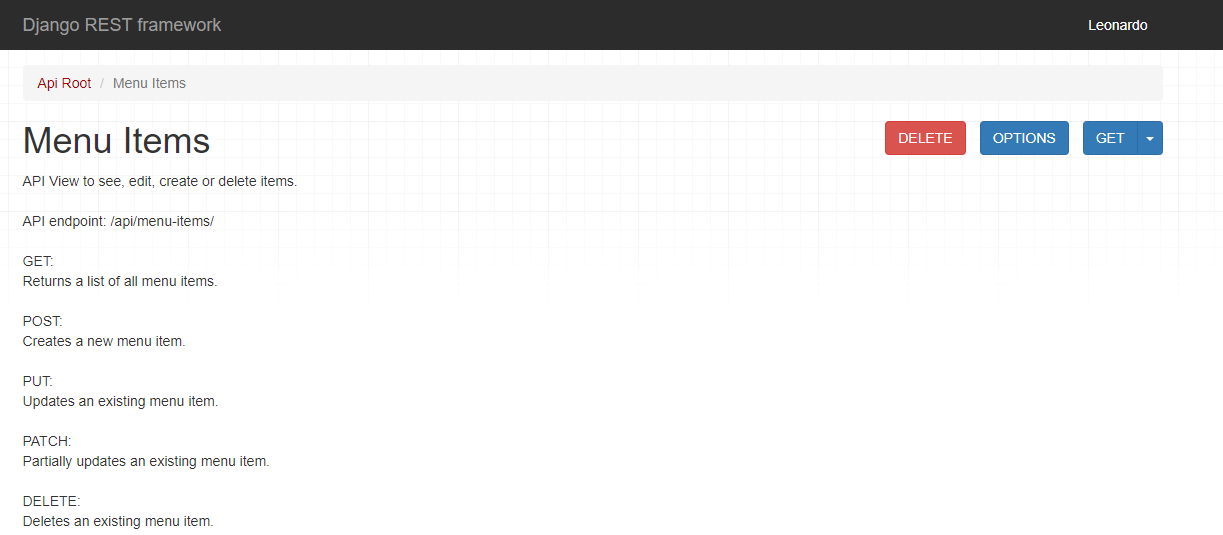 Django REST framework
Leonardo
Api Root / Menu Items
Menu Items
DELETE
OPTIONS
GET
API View to see, edit, create or delete items.
API endpoint: /api/menu-items/
GET:
Returns a list of all menu items.
POST:
Creates a new menu item.
PUT:
Updates an existing menu item.
PATCH:
Partially updates an existing menu item.
DELETE:
Deletes an existing menu item.